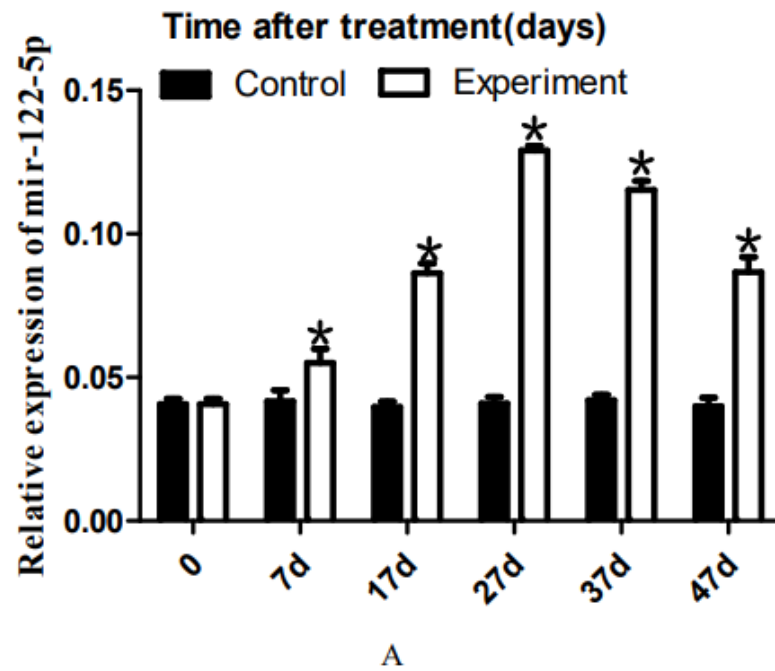 Time after treatment(days)
Control Experiment
Relative expression of mir-122-5p
0.15
0.10
0.05
0.00
0 7d 17d 27d 37d 47d
* * * * *
A